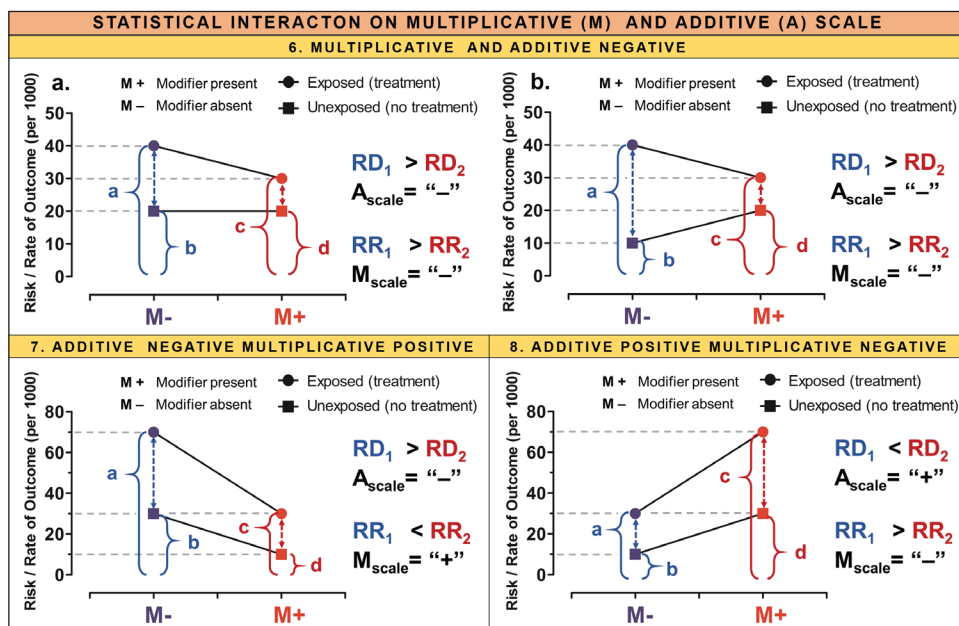 STATISTICAL INTERACTON ON MULTIPLICATIVE (M) AND ADDITIVE (A) SCALE
6. MULTIPLICATIVE AND ADDITIVE NEGATIVE
a.
M + Modifier present
M – Modifier absent
Exposed (treatment)
Unexposed (no treatment)
Risk / Rate of Outcome (per 1000)
50
40
30
20
10
0
a
b
c
d
M-
M+
RD1 > RD2
Ascale= “–”
RR1 > RR2
Mscale= “–”
b.
M + Modifier present
M – Modifier absent
Exposed (treatment)
Unexposed (no treatment)
Risk / Rate of Outcome (per 1000)
50
40
30
20
10
0
a
b
c
d
M-
M+
RD1 > RD2
Ascale= “–”
RR1 > RR2
Mscale= “–”
7. ADDITIVE NEGATIVE MULTIPLICATIVE POSITIVE
M + Modifier present
M – Modifier absent
Exposed (treatment)
Unexposed (no treatment)
Risk / Rate of Outcome (per 1000)
80
60
40
30
20
10
0
a
b
c
d
M-
M+
RD1 > RD2
Ascale= “–”
RR1 < RR2
Mscale= “+”
8. ADDITIVE POSITIVE MULTIPLICATIVE NEGATIVE
M + Modifier present
M – Modifier absent
Exposed (treatment)
Unexposed (no treatment)
Risk / Rate of Outcome (per 1000)
80
60
40
30
20
10
0
a
b
c
d
M-
M+
RD1 < RD2
Ascale= “+”
RR1 > RR2
Mscale= “–”